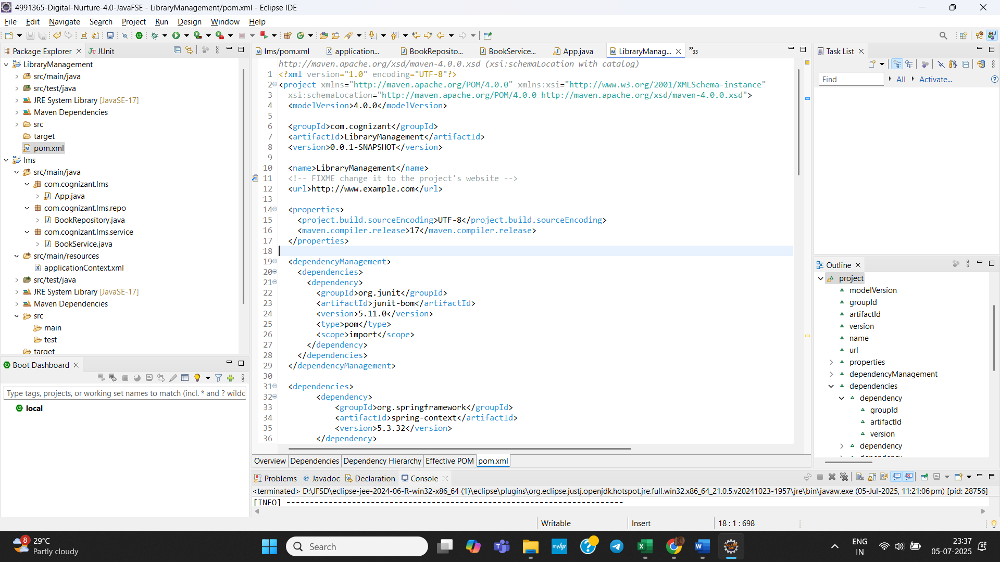 4991365-Digital-Nurture-4.0-JavaFSE - LibraryManagement/pom.xml - Eclipse IDE
File Edit Navigate Search Project Run Design Window Help
Package Explorer
JUnit
LibraryManagement
src/main/java
src/test/java
JRE System Library [JavaSE-17]
Maven Dependencies
src
target
pom.xml
lms
src/main/java
com.cognizant.lms
App.java
com.cognizant.lms.repo
BookRepository.java
com.cognizant.lms.service
BookService.java
src/main/resources
applicationContext.xml
src/test/java
JRE System Library [JavaSE-17]
Maven Dependencies
src
main
test
target
Boot Dashboard
Type tags, projects, or working set names to match (incl. * and ? wildc
local
lms/pom.xml
application...
BookReposito...
BookService...
App.java
LibraryManag...
»33
http://maven.apache.org/xsd/maven-4.0.0.xsd (xsi:schemaLocation with catalog)
1 <?xml version="1.0" encoding="UTF-8"?>
2 <project xmlns="http://maven.apache.org/POM/4.0.0" xmlns:xsi="http://www.w3.org/2001/XMLSchema-instance"
3 xsi:schemaLocation="http://maven.apache.org/POM/4.0.0 http://maven.apache.org/xsd/maven-4.0.0.xsd">
4 <modelVersion>4.0.0</modelVersion>
5
6 <groupId>com.cognizant</groupId>
7 <artifactId>LibraryManagement</artifactId>
8 <version>0.0.1-SNAPSHOT</version>
9
10 <name>LibraryManagement</name>
11 <!-- FIXME change it to the project's website -->
12 <url>http://www.example.com</url>
13
14 <properties>
15 <project.build.sourceEncoding>UTF-8</project.build.sourceEncoding>
16 <maven.compiler.release>17</maven.compiler.release>
17 </properties>
18
19 <dependencyManagement>
20 <dependencies>
21 <dependency>
22 <groupId>org.junit</groupId>
23 <artifactId>junit-bom</artifactId>
24 <version>5.11.0</version>
25 <type>pom</type>
26 <scope>import</scope>
27 </dependency>
28 </dependencies>
29 </dependencyManagement>
30
31 <dependencies>
32 <dependency>
33 <groupId>org.springframework</groupId>
34 <artifactId>spring-context</artifactId>
35 <version>5.3.32</version>
36 </dependency>
Overview Dependencies Dependency Hierarchy Effective POM pom.xml
Problems Javadoc Declaration Console
<terminated> D:\JFSD\eclipse-jee-2024-06-R-win32-x86_64 (1)\eclipse\plugins\org.eclipse.justj.openjdk.hotspot.jre.full.win32.x86_64_21.0.5.v20241023-1957\jre\bin\javaw.exe (05-Jul-2025, 11:21:06 pm) [pid: 28756]
[INFO] ------------------------------------------------------------------------
Task List
Find
All
Activate...
Outline
project
modelVersion
groupId
artifactId
version
name
url
properties
dependencyManagement
dependencies
dependency
groupId
artifactId
version
dependency
Writable
Insert
18 : 1 : 698
8
29°C
Partly cloudy
Search
myhp
ENG
IN
23:37
05-07-2025